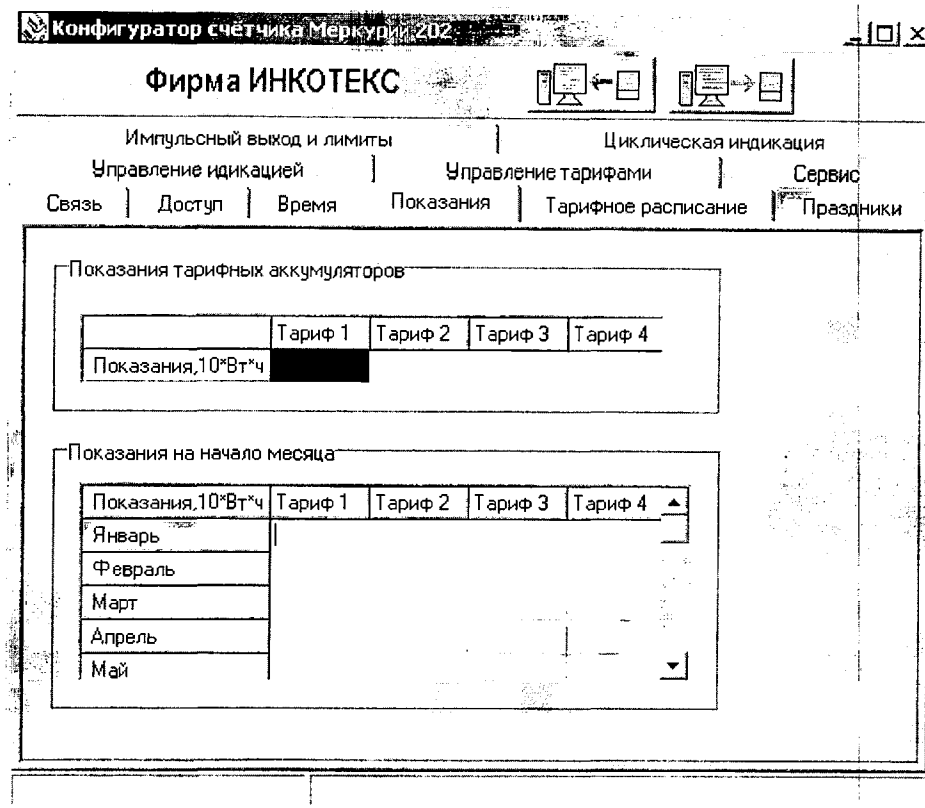 Конфигуратор счётчика Меркурий 202
Фирма ИНКОТЕКС
Импульсный выход и лимиты Циклическая индикация
Управление идикацией Управление тарифами Сервис
Связь Доступ Время Показания Тарифное расписание Праздники
Показания тарифных аккумуляторов
Тариф 1 Тариф 2 Тариф 3 Тариф 4
Показания,10*Вт*ч
Показания на начало месяца
Показания,10*Вт*ч Тариф 1 Тариф 2 Тариф 3 Тариф 4
Январь
Февраль
Март
Апрель
Май